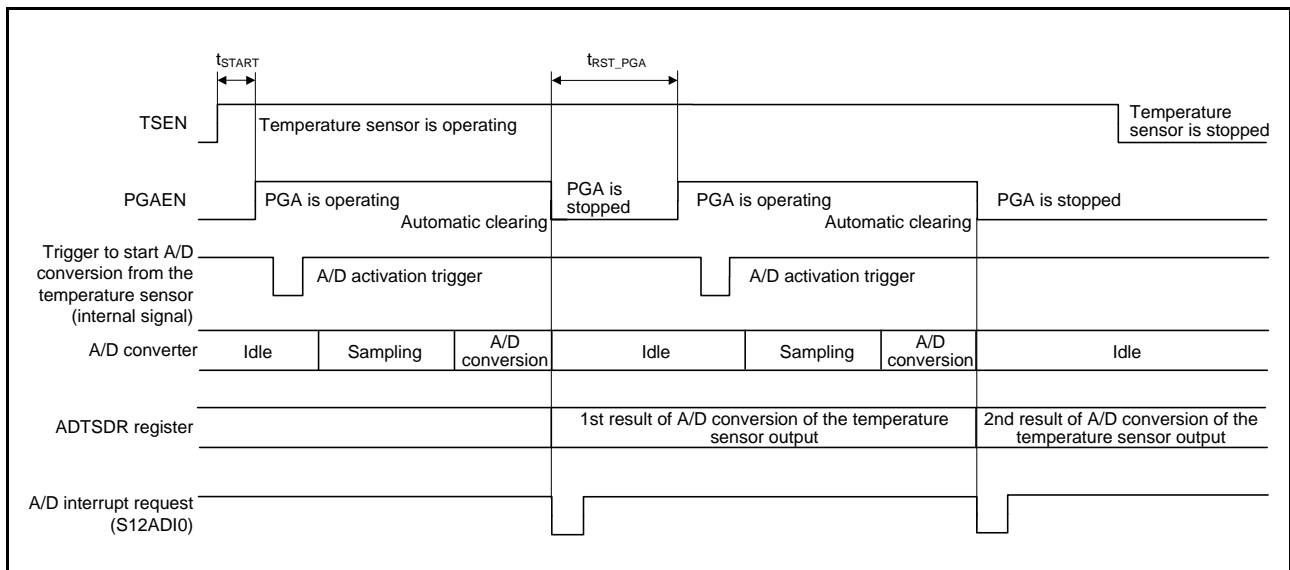 tSTART
tRST_PGA
TSEN
Temperature sensor is operating
Temperature
sensor is stopped
PGAEN
PGA is operating
Automatic clearing
PGA is
stopped
PGA is operating
Automatic clearing
PGA is stopped
Trigger to start A/D
conversion from the
temperature sensor
(internal signal)
A/D activation trigger
A/D activation trigger
A/D converter
Idle
Sampling
A/D
conversion
Idle
Sampling
A/D
conversion
Idle
ADTSDR register
1st result of A/D conversion of the temperature
sensor output
2nd result of A/D conversion of the
temperature sensor output
A/D interrupt request
(S12ADI0)